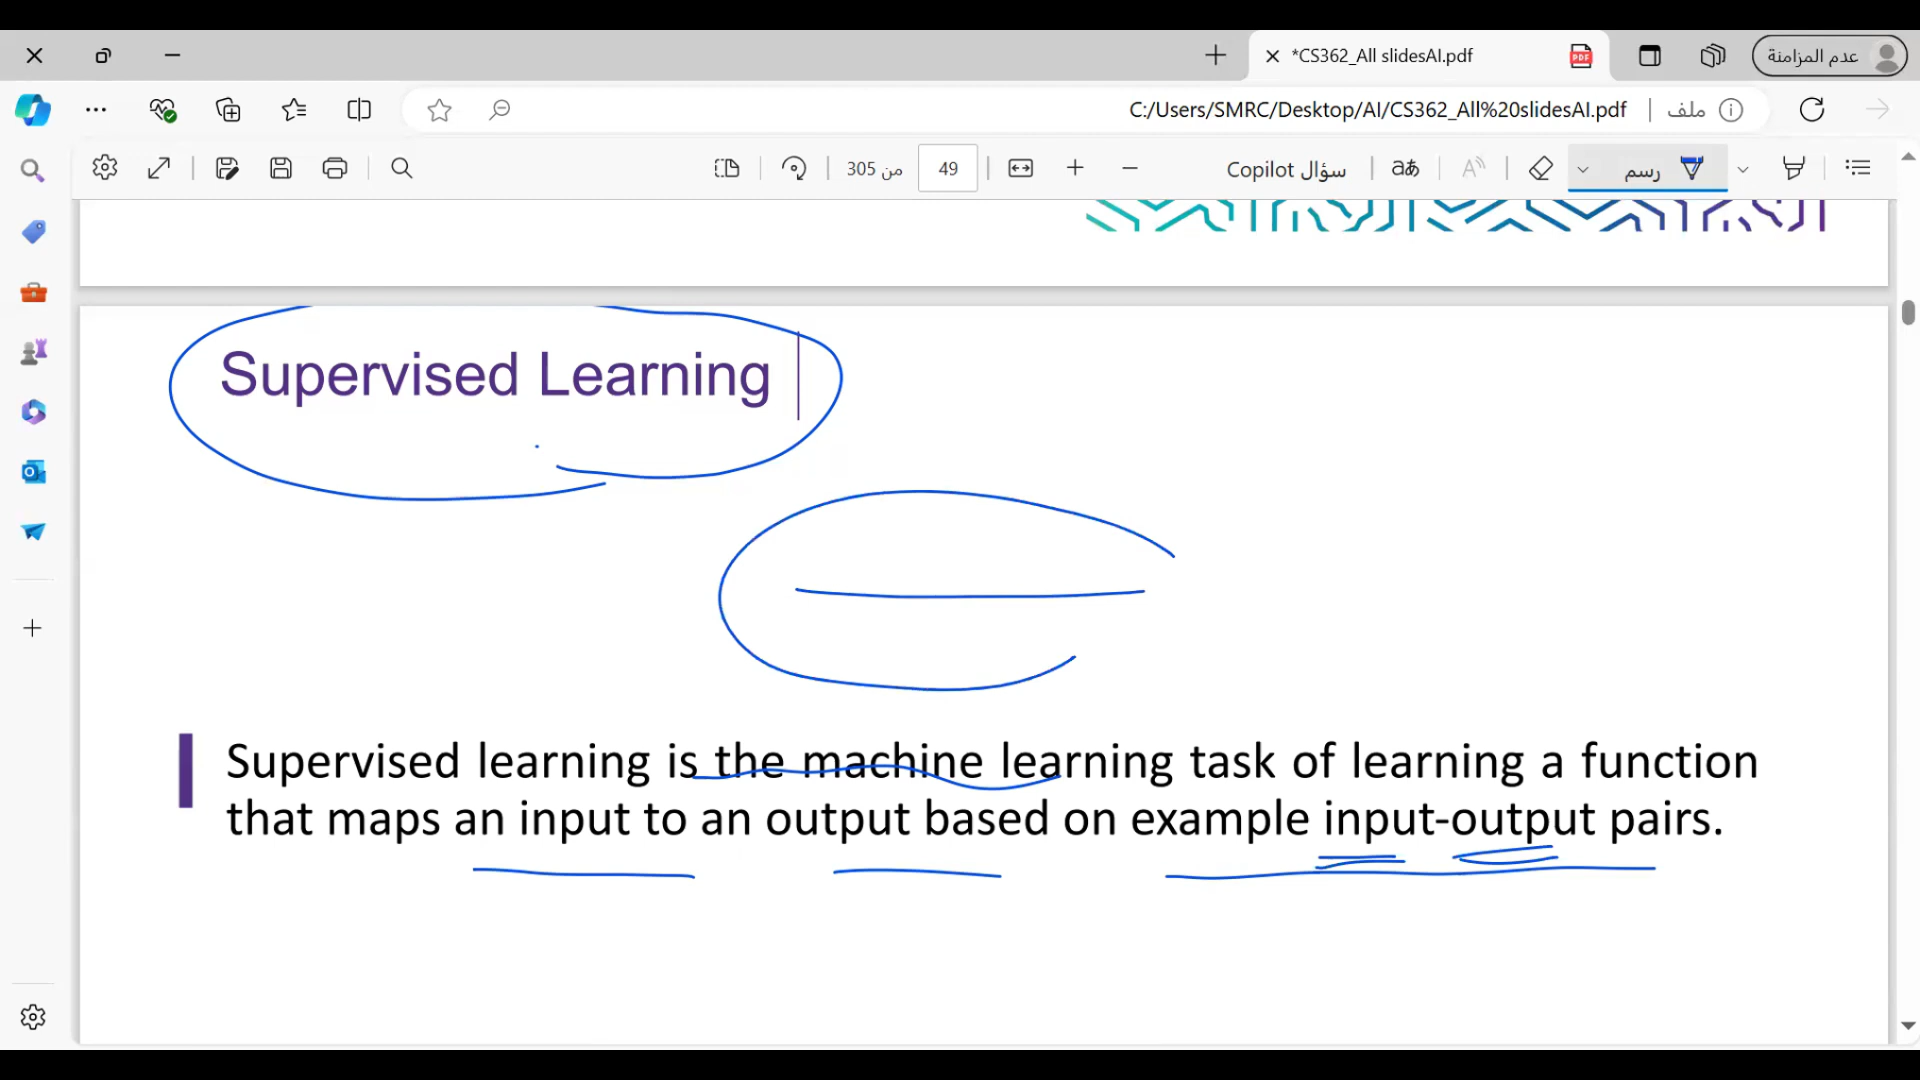 *CS362_All slidesAI.pdf
عدم المزامنة
C:/Users/SMRC/Desktop/AI/CS362_All%20slidesAI.pdf
ملف
من 305
49
سؤال Copilot
aあ
رسم
Supervised Learning
Supervised learning is the machine learning task of learning a function
that maps an input to an output based on example input-output pairs.